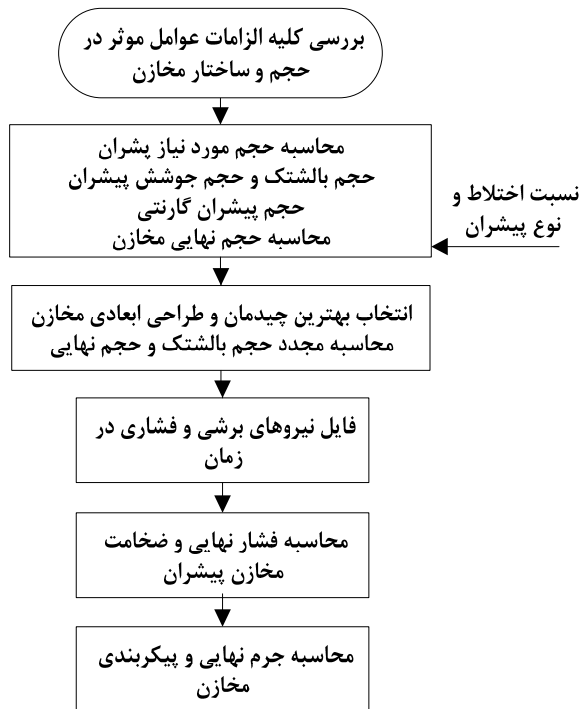 بررسی کلیه الزامات عوامل موثر در
حجم و ساختار مخازن
محاسبه حجم مورد نیاز پشران
حجم بالشتک و حجم جوشش پیشران
حجم پیشران گارنتی
محاسبه حجم نهایی مخازن
نسبت اختلاط و
نوع پیشران
انتخاب بهترین چیدمان و طراحی ابعادی مخازن
محاسبه مجدد حجم بالشتک و حجم نهایی
فایل نیروهای برشی و فشاری در
زمان
محاسبه فشار نهایی و ضخامت
مخازن پیشران
محاسبه جرم نهایی و پیکربندی
مخازن